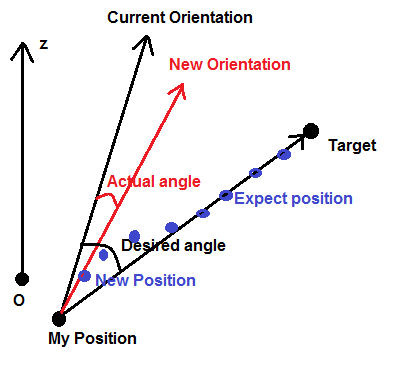 Current Orientation
z
New Orientation
Target
Actual angle
Expect position
Desired angle
New Position
O
My Position